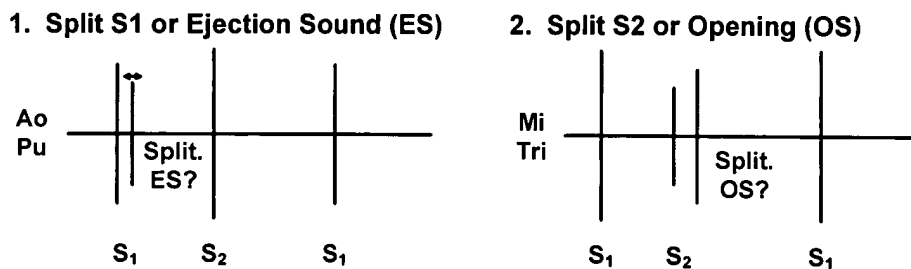 1. Split S1 or Ejection Sound (ES)
Ao
Pu
Split.
ES?
S₁ S₂ S₁
2. Split S2 or Opening (OS)
Mi
Tri
Split.
OS?
S₁ S₂ S₁